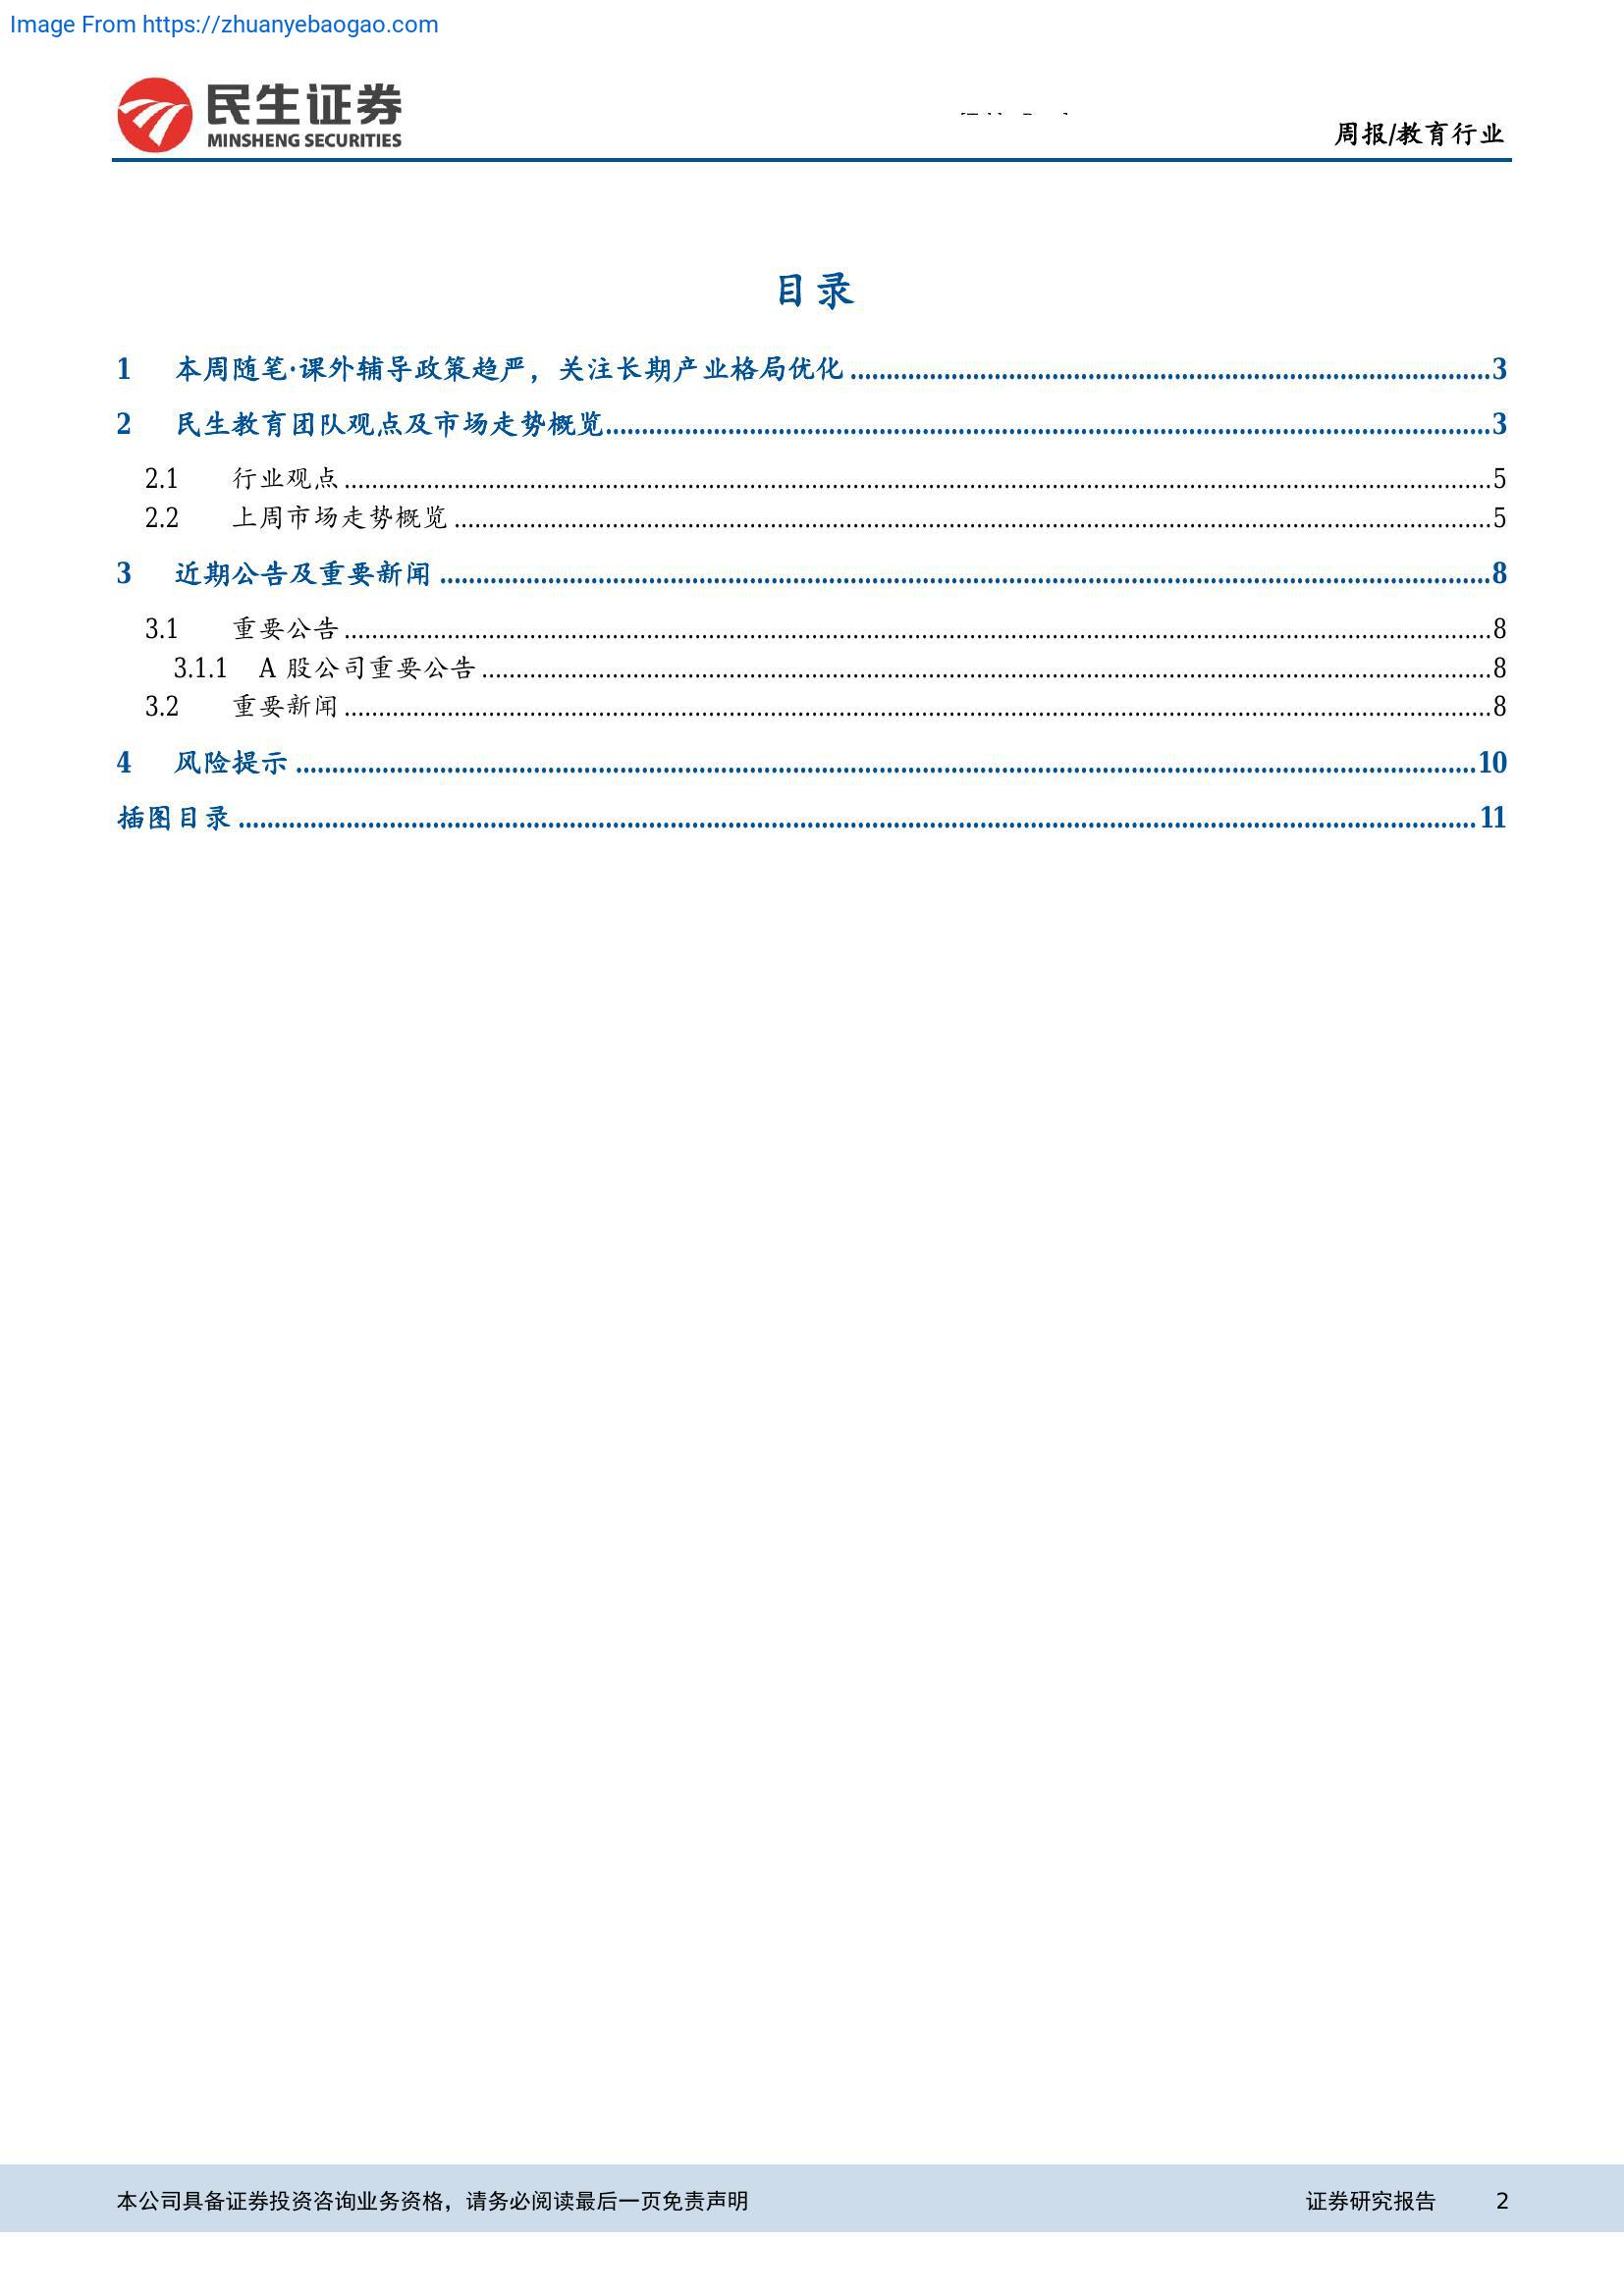 Image From https://zhuanyebaogao.com
民生证券
MINSHENG SECURITIES
周报/教育行业
目录
1 本周随笔·课外辅导政策趋严，关注长期产业格局优化 3
2 民生教育团队观点及市场走势概览 3
2.1 行业观点 5
2.2 上周市场走势概览 5
3 近期公告及重要新闻 8
3.1 重要公告 8
3.1.1 A 股公司重要公告 8
3.2 重要新闻 8
4 风险提示 10
插图目录 11
本公司具备证券投资咨询业务资格，请务必阅读最后一页免责声明 证券研究报告 2